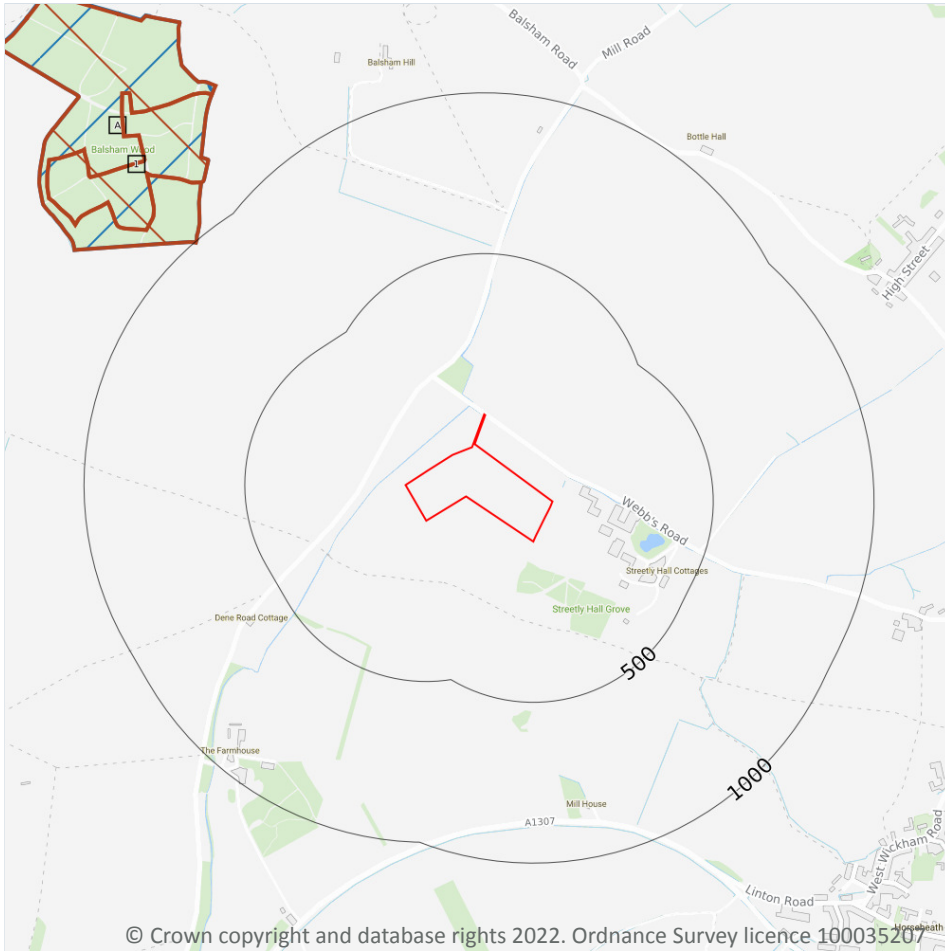 Balsham Road
Mill Road
Balsham Hill
A
Balsham Wood
1
Bottle Hall
High Street
Webb's Road
Streetly Hall Cottages
Streetly Hall Grove
Dene Road Cottage
500
The Farmhouse
1000
Mill House
A1307
West Wickham Road
Linton Road
Horseheath
© Crown copyright and database rights 2022. Ordnance Survey licence 100035207